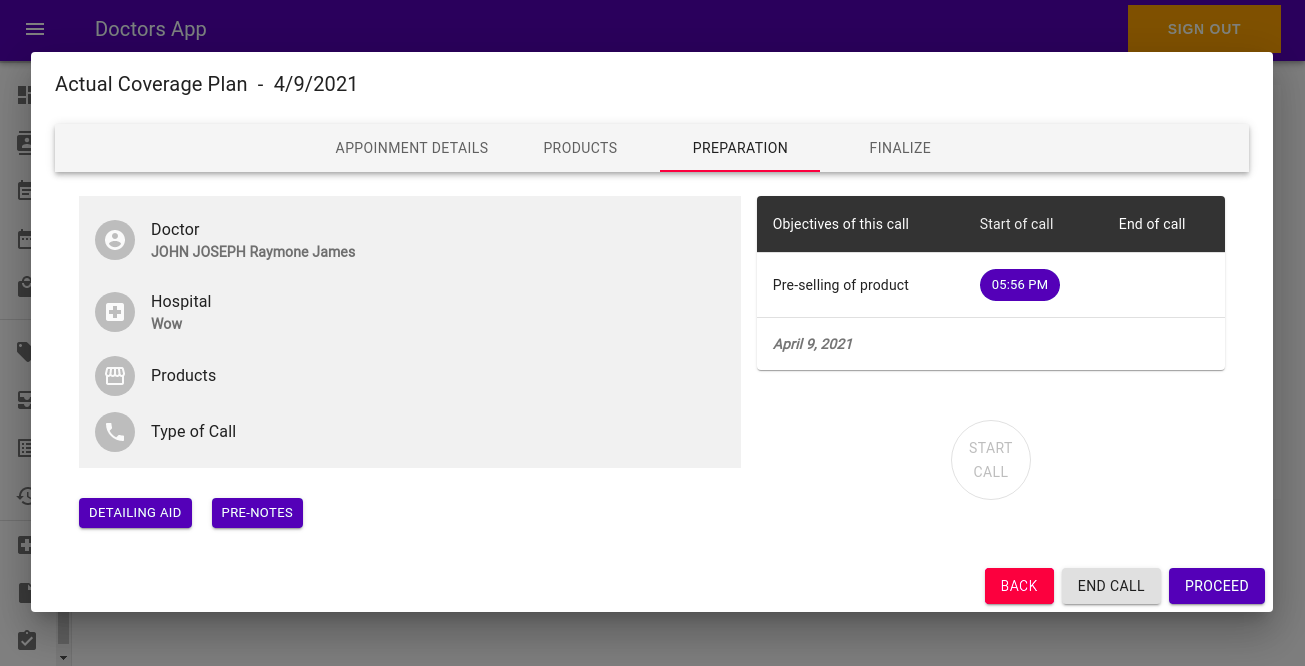 Doctors App
SIGN OUT
Actual Coverage Plan - 4/9/2021
APPOINMENT DETAILS
PRODUCTS
PREPARATION
FINALIZE
Doctor
JOHN JOSEPH Raymone James
Hospital
Wow
Products
Type of Call
DETAILING AID
PRE-NOTES
Objectives of this call
Start of call
End of call
Pre-selling of product
05:56 PM
April 9, 2021
START
CALL
BACK
END CALL
PROCEED